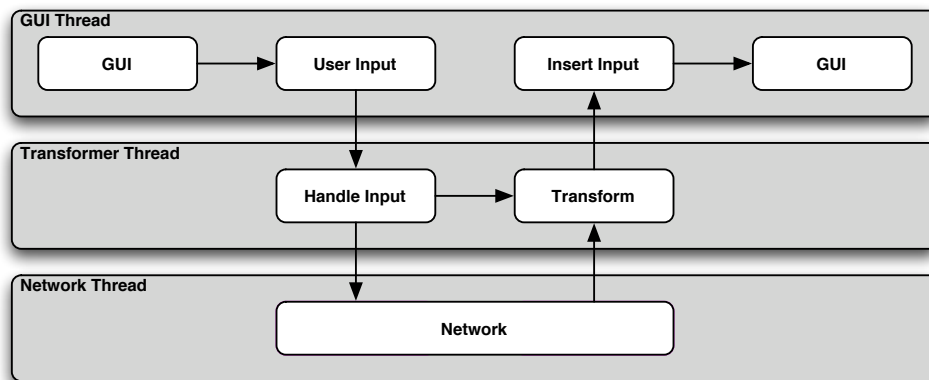 GUI Thread
GUI
User Input
Insert Input
GUI
Transformer Thread
Handle Input
Transform
Network Thread
Network